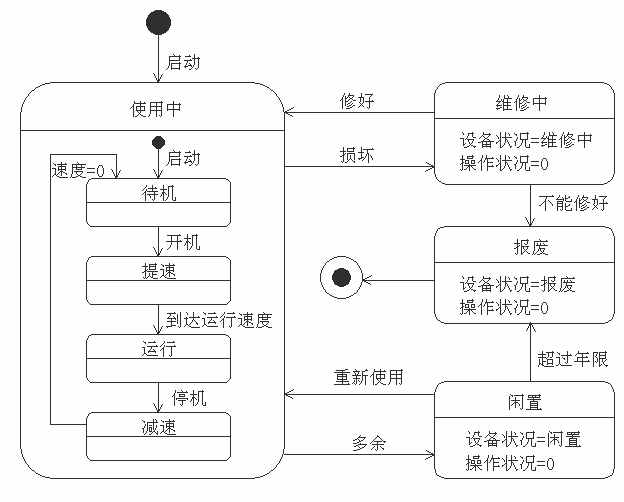 启动
使用中
修好
维修中
设备状况=维修中
操作状况=0
损坏
启动
速度=0
待机
不能修好
开机
报废
提速
设备状况=报废
操作状况=0
到达运行速度
运行
超过年限
重新使用
停机
闲置
减速
多余
设备状况=闲置
操作状况=0